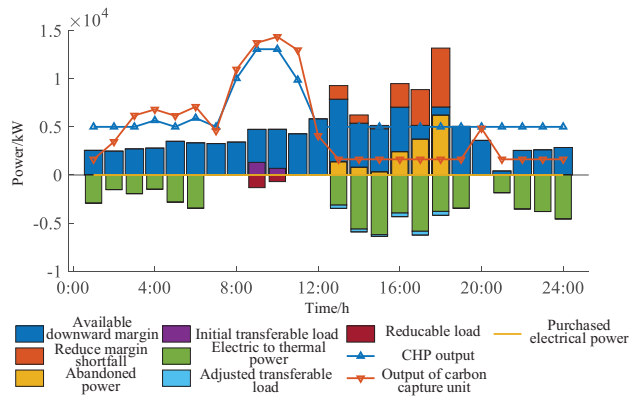 ×10⁴
1.5
1
0.5
0
-0.5
-1
Power/kW
0:00 4:00 8:00 12:00 16:00 20:00 24:00
Time/h
Available downward margin
Initial transferable load
Reducable load
Purchased electrical power
Reduce margin shortfall
Electric to thermal power
CHP output
Abandoned power
Adjusted transferable load
Output of carbon capture unit